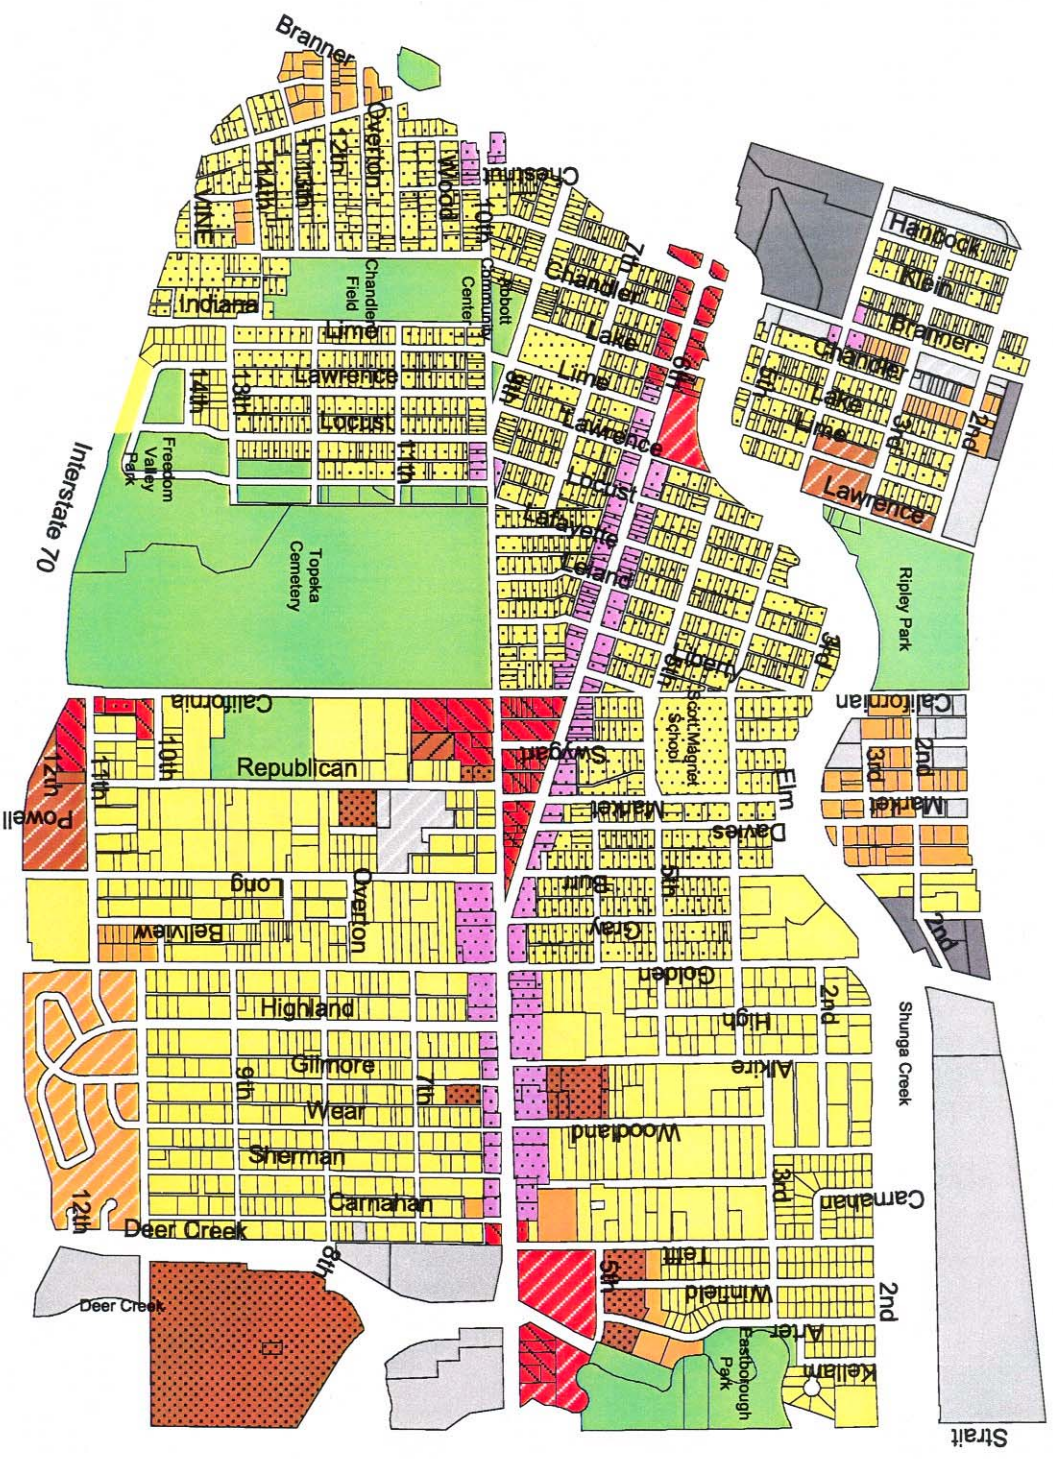 Branner
Overton
12th
13th
14th
VINE
Wood
10th
Chestnut
7th
Hancock
Klein
Branner
Chandler
Indiana
Chandler
Field
Abbott
Community
Center
Chandler
Lake
Lime
6th
5th
Lake
Lime
3rd
2nd
Lime
Lawrence
Locust
14th
13th
11th
8th
Lawrence
Locust
Lafayette
Leland
Lawrence
Interstate 70
Freedom
Valley
Park
Topeka
Cemetery
Ripley Park
Liberty
5th
3rd
Scott Magnet
School
California
Californian
10th
11th
12th
Republican
Swygart
Elm
3rd
2nd
Powell
Market
Davies
Market
Long
Overton
Burr
5th
Bellview
Gray
2nd
Golden
Highland
High
2nd
Shunga Creek
Gilmore
Alkire
9th
7th
Wear
Woodland
Sherman
3rd
Carnahan
Carnahan
12th
Deer Creek
8th
Tefft
5th
Winfield
2nd
Deer Creek
Arter
Eastborough
Park
Kellam
Strait